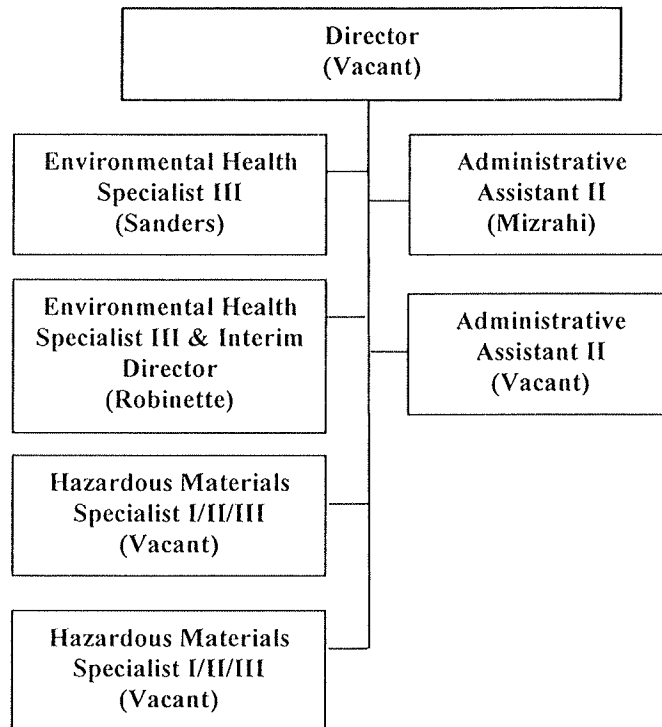 Director
(Vacant)
Environmental Health
Specialist III
(Sanders)
Administrative
Assistant II
(Mizrahi)
Environmental Health
Specialist III & Interim
Director
(Robinette)
Administrative
Assistant II
(Vacant)
Hazardous Materials
Specialist I/II/III
(Vacant)
Hazardous Materials
Specialist I/II/III
(Vacant)